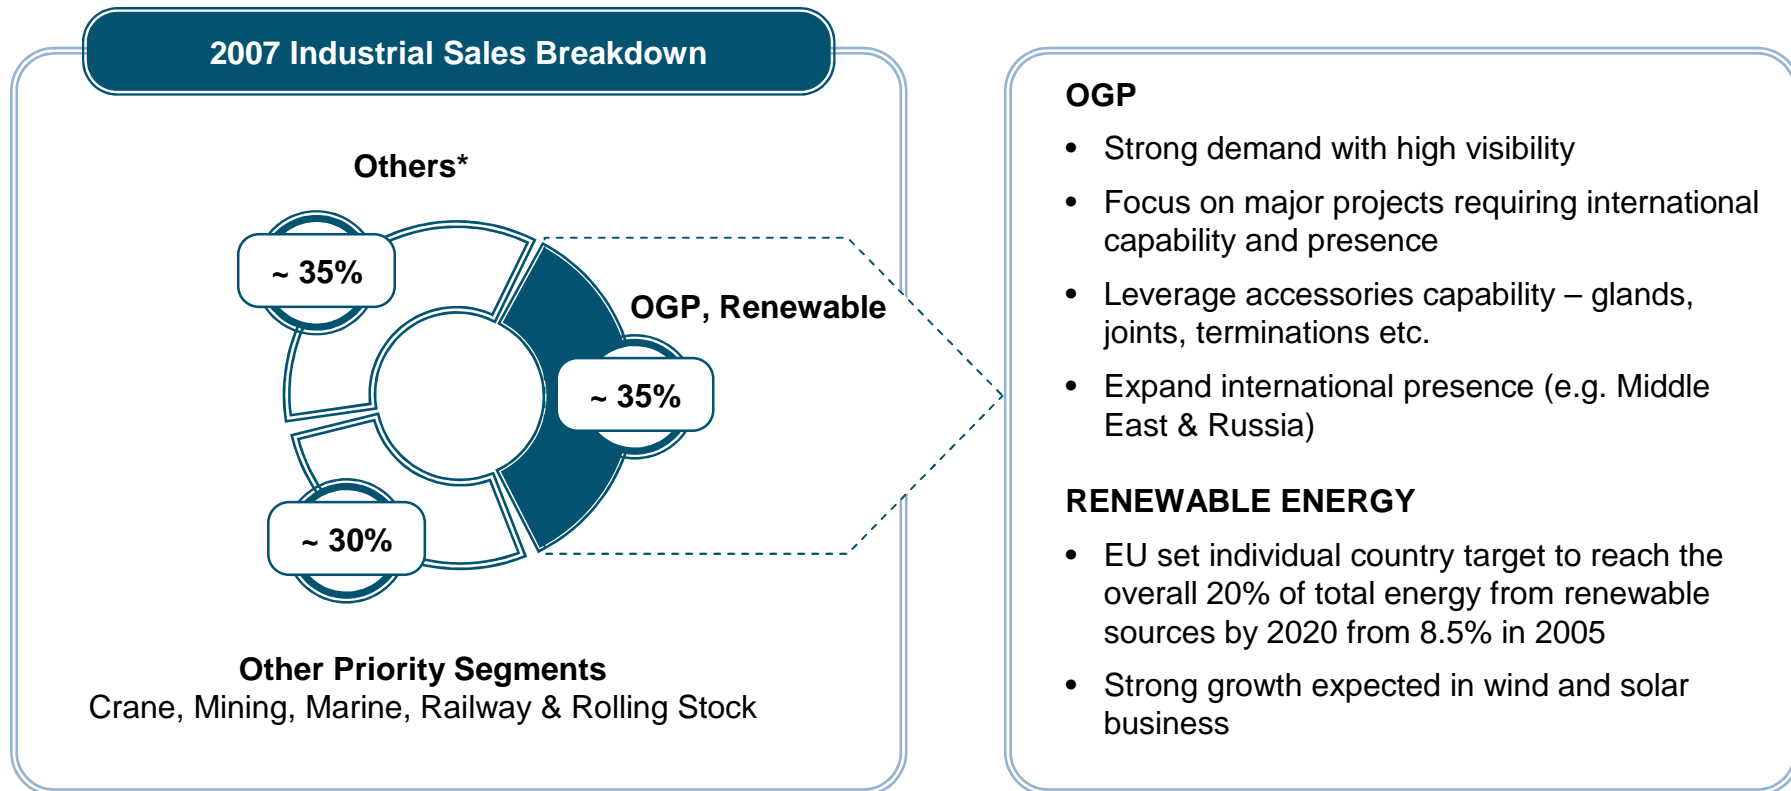 2007 Industrial Sales Breakdown
Others*
~ 35%
OGP, Renewable
~ 35%
~ 30%
Other Priority Segments
Crane, Mining, Marine, Railway & Rolling Stock
OGP
• Strong demand with high visibility
• Focus on major projects requiring international
capability and presence
• Leverage accessories capability – glands,
joints, terminations etc.
• Expand international presence (e.g. Middle
East & Russia)
RENEWABLE ENERGY
• EU set individual country target to reach the
overall 20% of total energy from renewable
sources by 2020 from 8.5% in 2005
• Strong growth expected in wind and solar
business